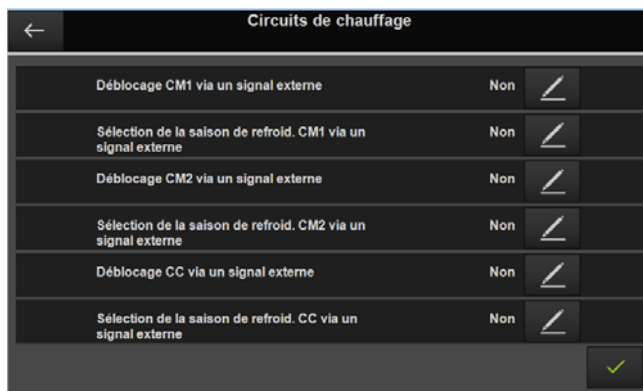 Circuits de chauffage
Déblocage CM1 via un signal externe Non
Sélection de la saison de refroid. CM1 via un Non
signal externe
Déblocage CM2 via un signal externe Non
Sélection de la saison de refroid. CM2 via un Non
signal externe
Déblocage CC via un signal externe Non
Sélection de la saison de refroid. CC via un Non
signal externe